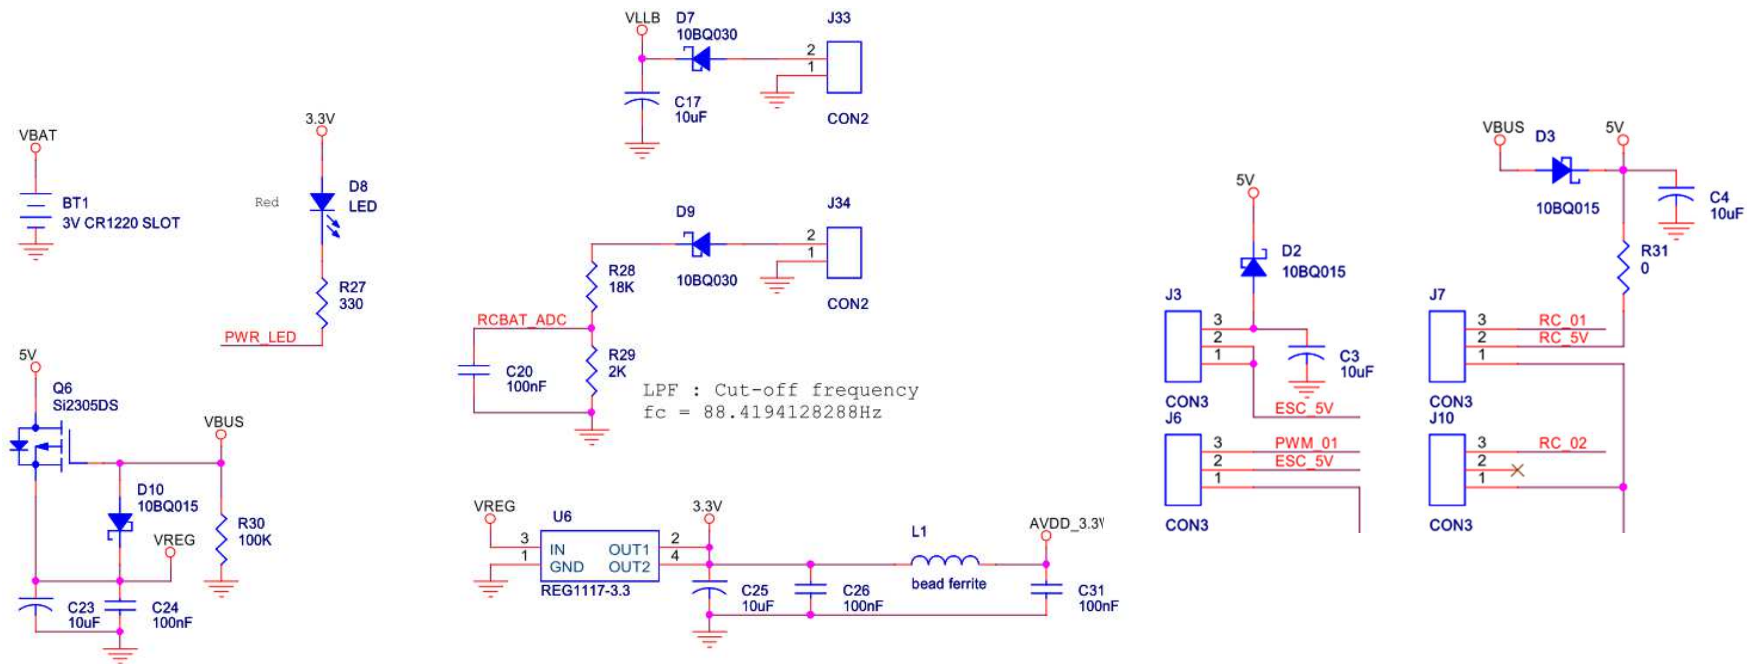 VLLB
D7
10BQ030
J33
2
1
C17
10uF
CON2
VBAT
BT1
3V CR1220 SLOT
3.3V
Red
D8
LED
R27
330
PWR_LED
D9
10BQ030
J34
2
1
CON2
R28
18K
RCBAT_ADC
R29
2K
C20
100nF
LPF : Cut-off frequency
fc = 88.4194128288Hz
5V
Q6
Si2305DS
VBUS
D10
10BQ015
VREG
R30
100K
C23
10uF
C24
100nF
VREG
U6
3
1
IN
GND
OUT1
OUT2
2
4
REG1117-3.3
3.3V
L1
bead ferrite
AVDD_3.3V
C25
10uF
C26
100nF
C31
100nF
5V
D2
10BQ015
J3
3
2
1
C3
10uF
CON3
ESC_5V
J6
3
2
1
PWM_01
ESC_5V
CON3
VBUS
D3
10BQ015
5V
C4
10uF
R31
0
J7
3
2
1
RC_01
RC_5V
CON3
J10
3
2
1
RC_02
CON3